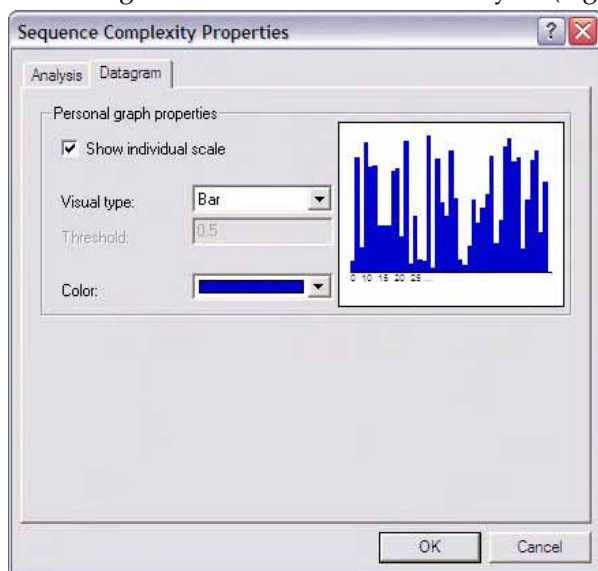 Sequence Complexity Properties
Analysis Datagram
Personal graph properties
Show individual scale
Visual type: Bar
Threshold: 0.5
Color:
0 10 15 20 25 ...
OK Cancel